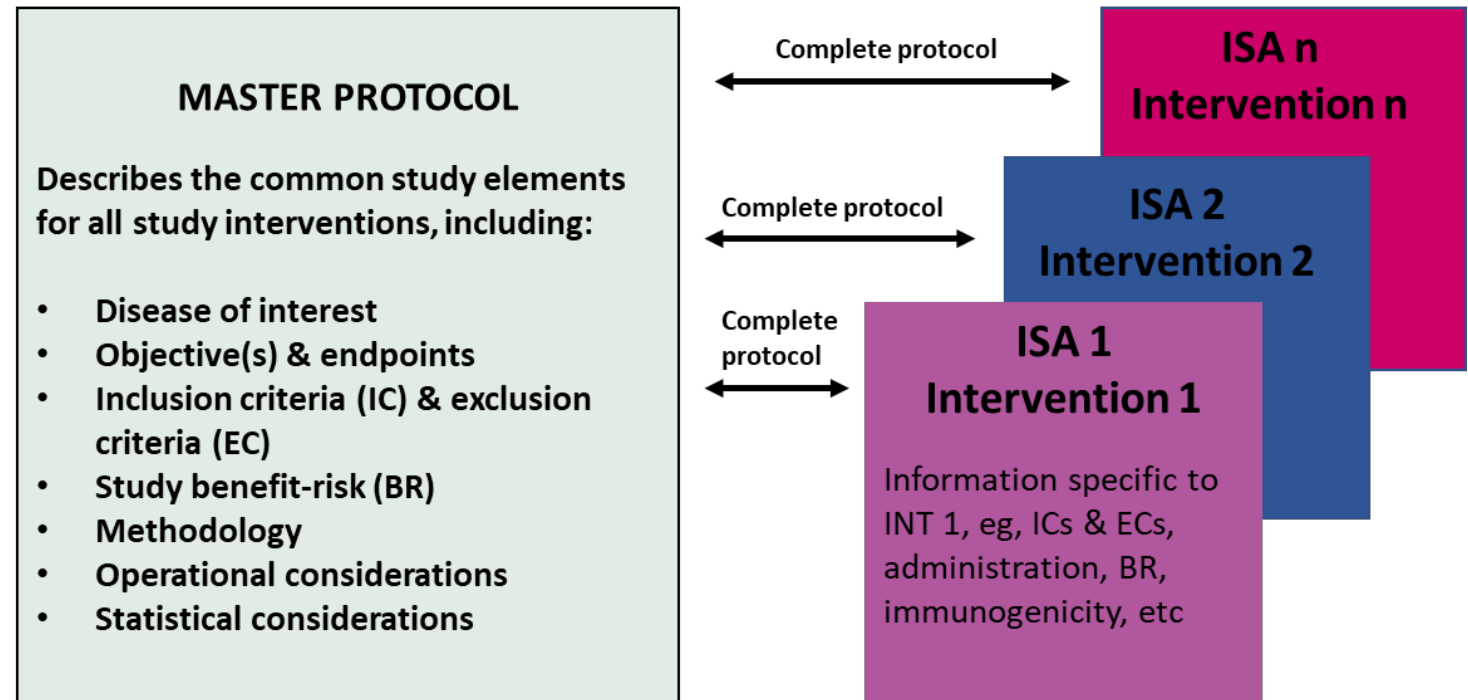 MASTER PROTOCOL
Describes the common study elements
for all study interventions, including:
• Disease of interest
• Objective(s) & endpoints
• Inclusion criteria (IC) & exclusion
criteria (EC)
• Study benefit-risk (BR)
• Methodology
• Operational considerations
• Statistical considerations
Complete protocol
Complete protocol
Complete
protocol
ISA n
Intervention n
ISA 2
Intervention 2
ISA 1
Intervention 1
Information specific to
INT 1, eg, ICs & ECs,
administration, BR,
immunogenicity, etc